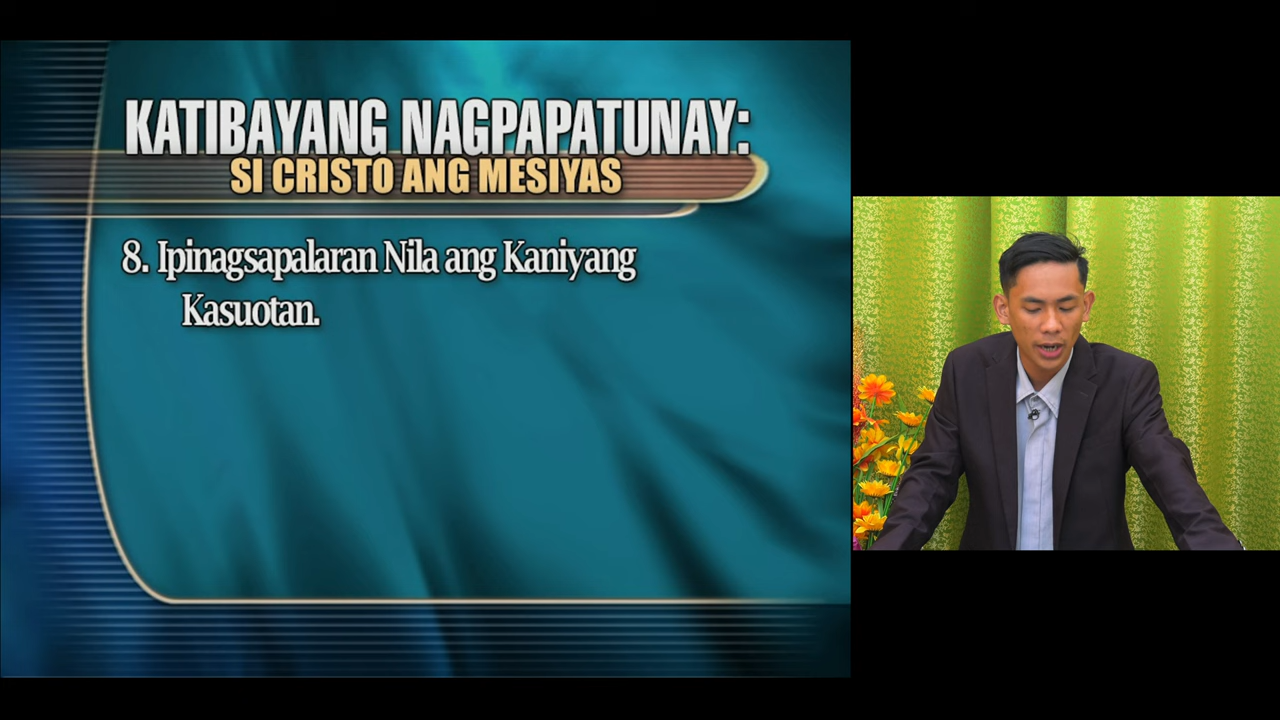 KATIBAYANG NAGPAPATUNAY:
SI CRISTO ANG MESIYAS
8. Ipinagsapalaran Nila ang Kaniyang
Kasuotan.